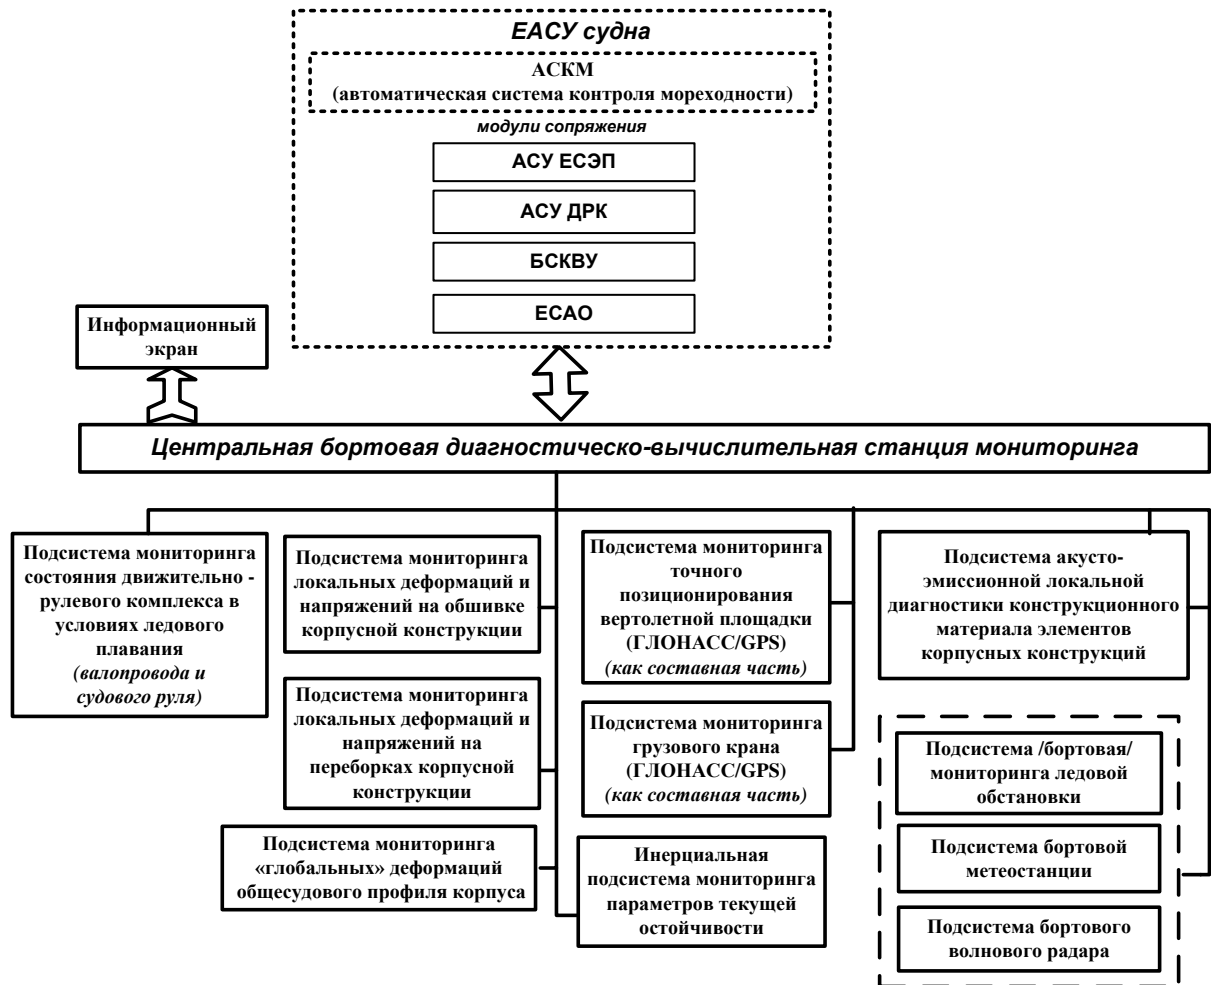 ЕАСУ судна
АСКМ
(автоматическая система контроля мореходности)
модули сопряжения
АСУ ЕСЭП
АСУ ДРК
БСКВУ
ЕСАО
Информационный
экран
Центральная бортовая диагностическо-вычислительная станция мониторинга
Подсистема мониторинга
состояния движительно -
рулевого комплекса в
условиях ледового
плавания
(валопровода и
судового руля)
Подсистема мониторинга
локальных деформаций и
напряжений на обшивке
корпусной конструкции
Подсистема мониторинга
локальных деформаций и
напряжений на
переборках корпусной
конструкции
Подсистема мониторинга
«глобальных» деформаций
общесудового профиля корпуса
Подсистема мониторинга
точного
позиционирования
вертолетной площадки
(ГЛОНАСС/GPS)
(как составная часть)
Подсистема мониторинга
грузового крана
(ГЛОНАСС/GPS)
(как составная часть)
Инерциальная
подсистема мониторинга
параметров текущей
остойчивости
Подсистема акусто-
эмиссионной локальной
диагностики конструкционного
материала элементов
корпусных конструкций
Подсистема /бортовая/
мониторинга ледовой
обстановки
Подсистема бортовой
метеостанции
Подсистема бортового
волнового радара